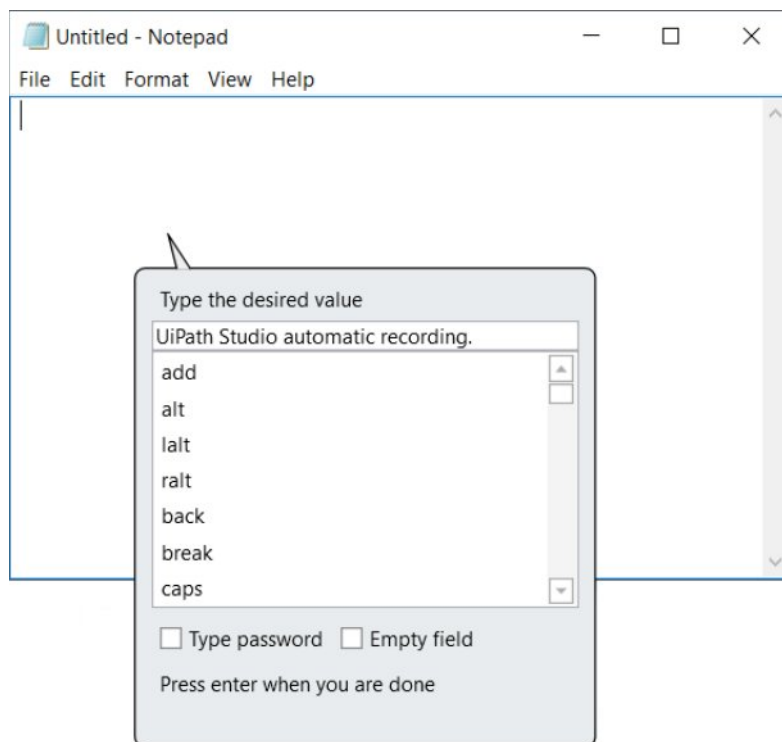 Untitled - Notepad
File Edit Format View Help
Type the desired value
UiPath Studio automatic recording.
add
alt
lalt
ralt
back
break
caps
Type password Empty field
Press enter when you are done